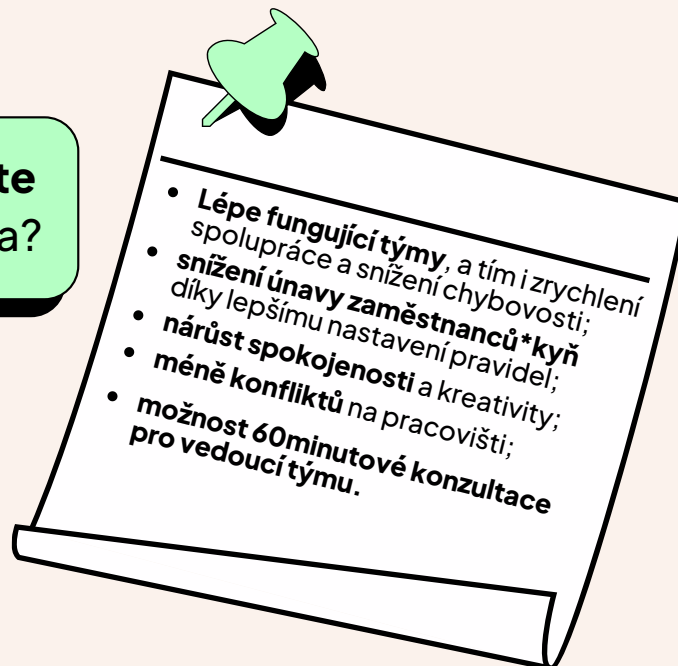 te
a?
• Lépe fungující týmy, a tím i zrychlení
spolupráce a snížení chybovosti;
• snížení únavy zaměstnanců*kyň
díky lepšímu nastavení pravidel;
• nárůst spokojenosti a kreativity;
• méně konfliktů na pracovišti;
• možnost 60minutové konzultace
pro vedoucí týmu.